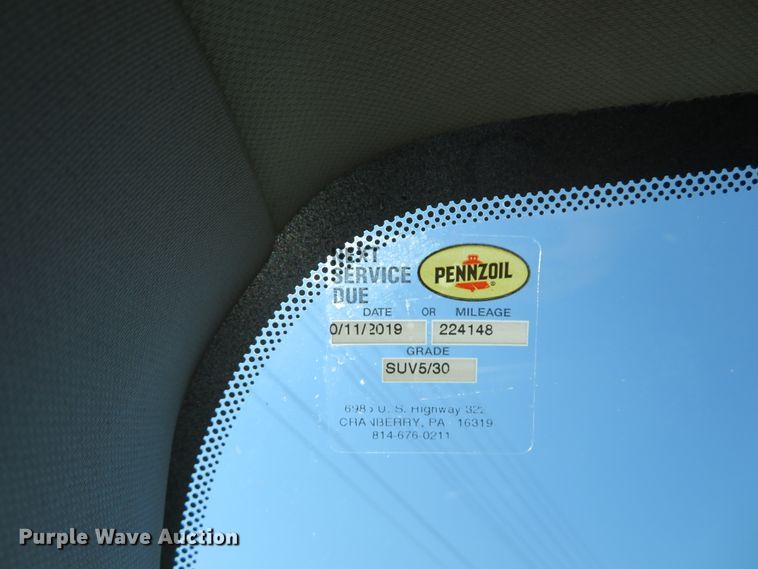 NEXT
SERVICE
DUE
PENNZOIL
DATE OR MILEAGE
0/11/2019 224148
GRADE
SUV5/30
U. S. Highway
CRANBERRY, PA 16319
814-676-0211
Purple Wave Auction